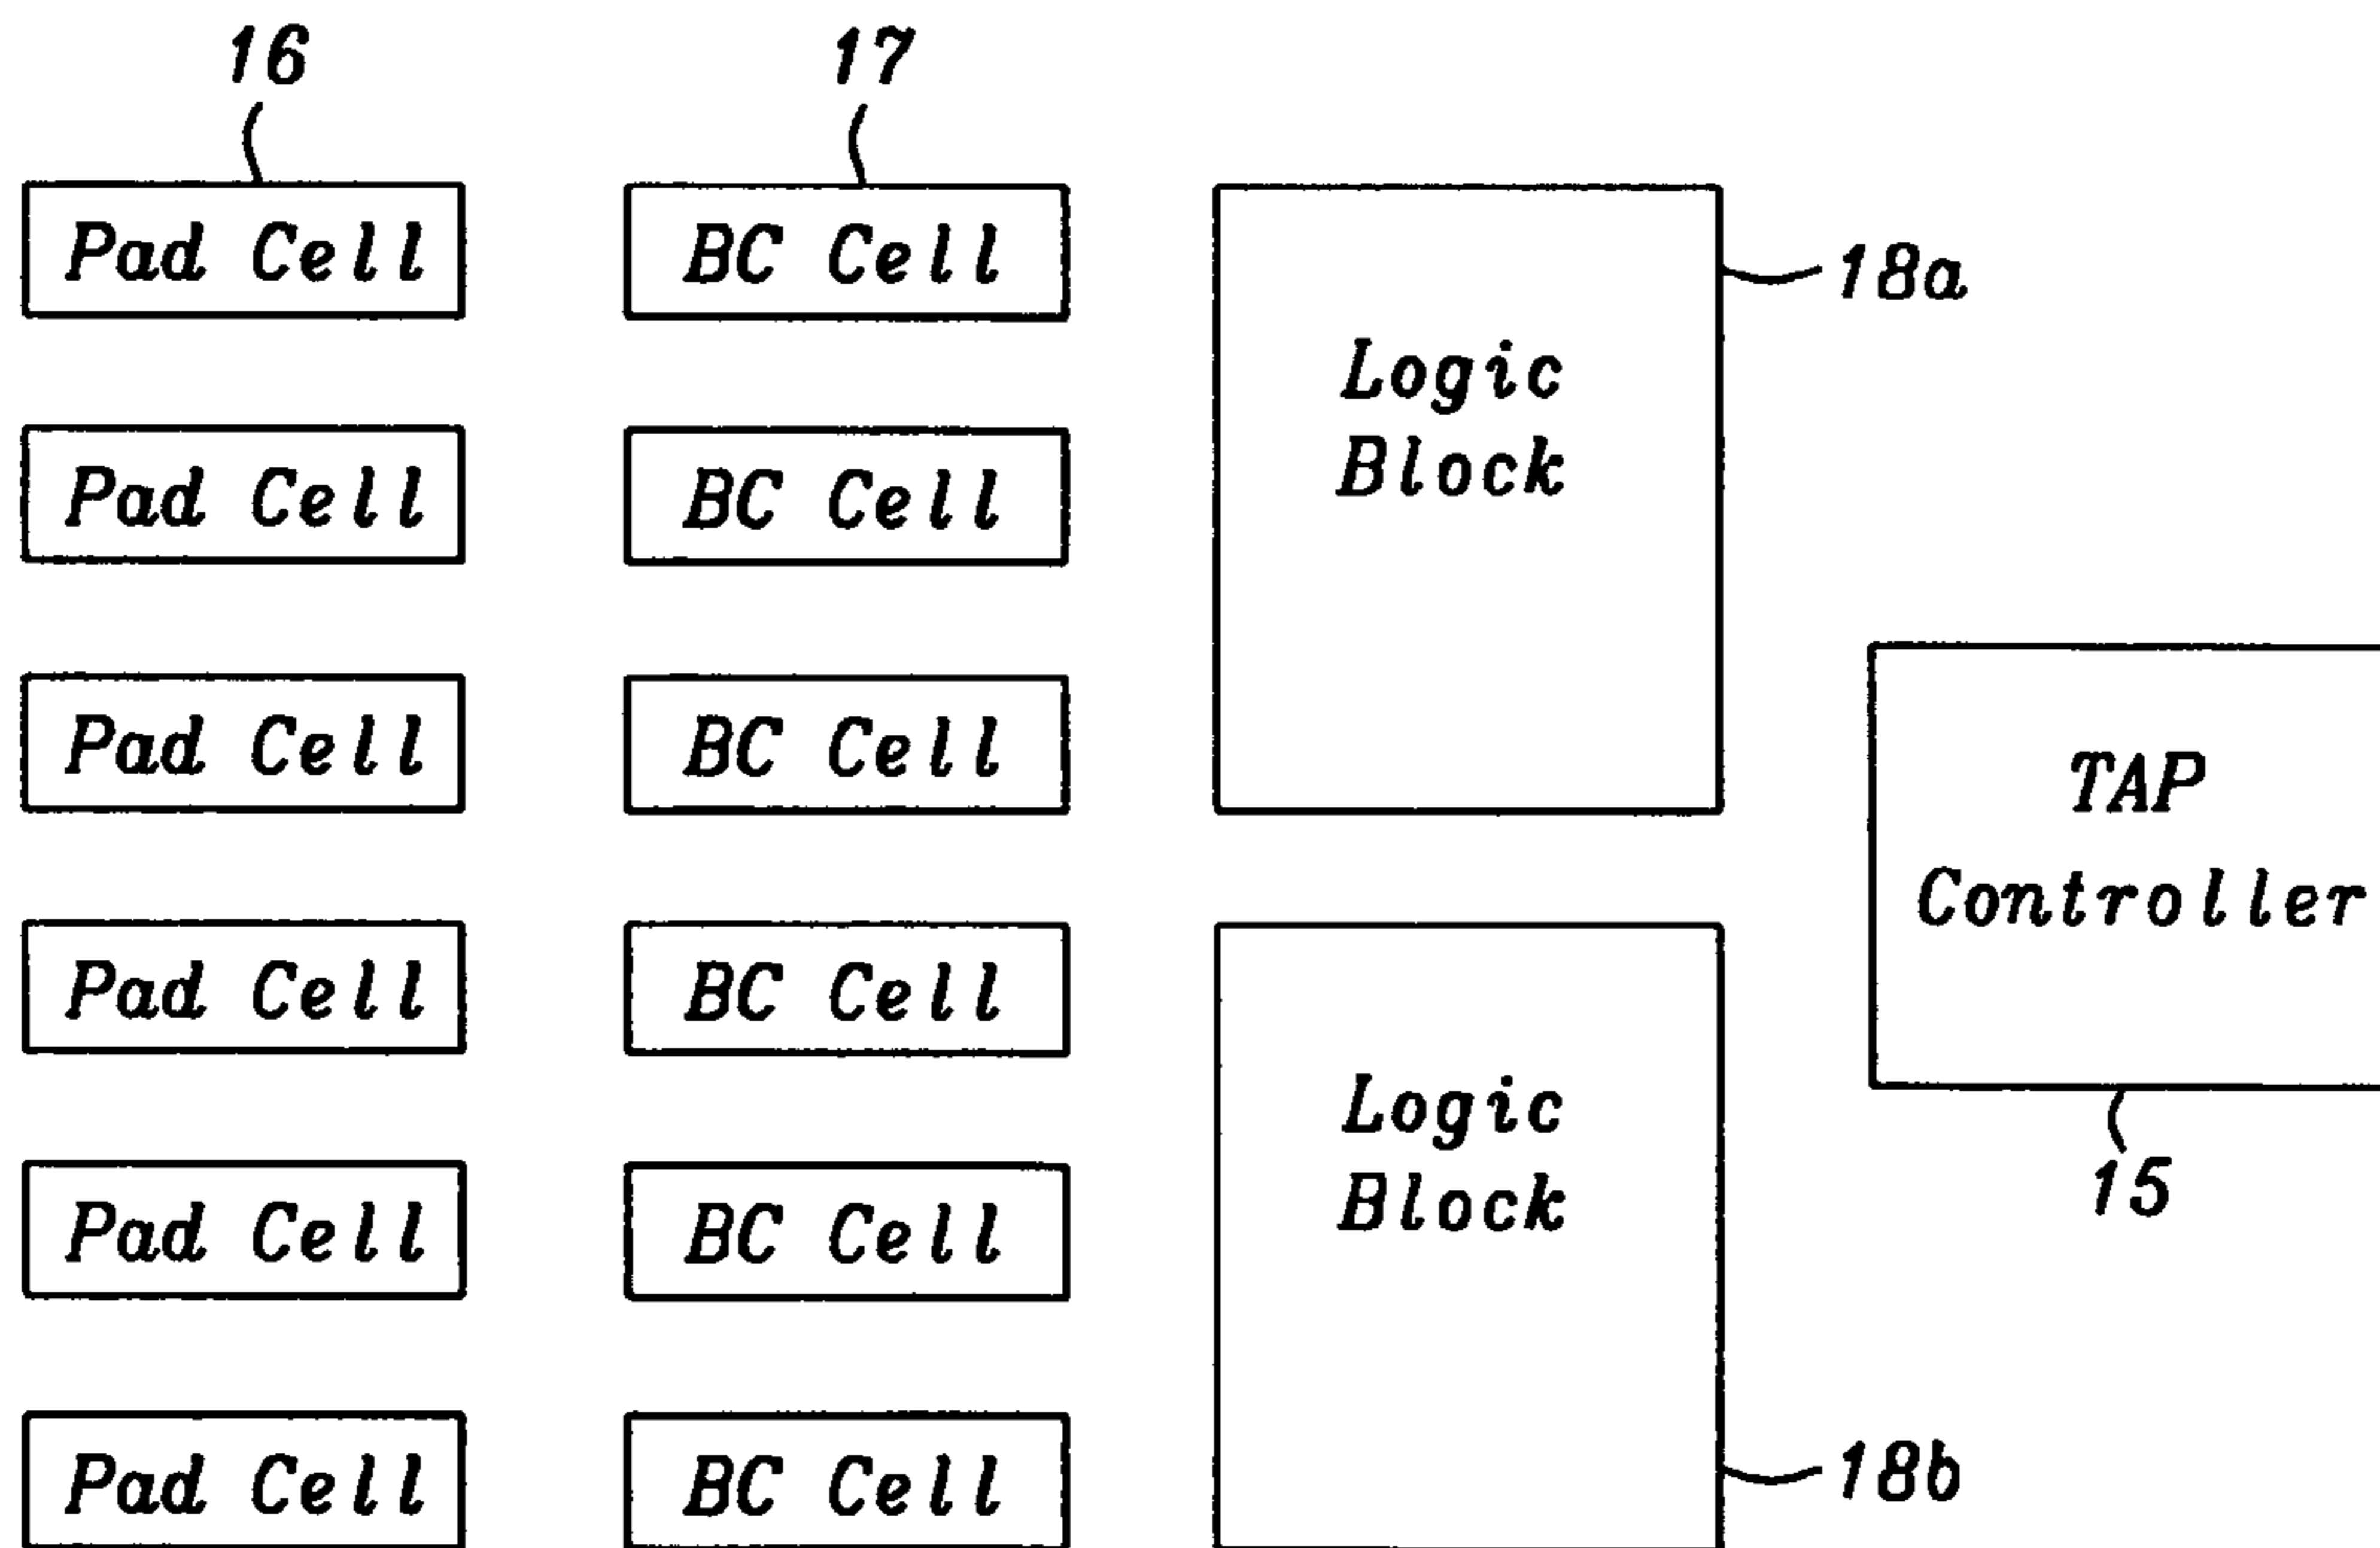 16
17
Pad Cell
BC Cell
18a
Logic
Block
Pad Cell
BC Cell
Pad Cell
BC Cell
TAP
Controller
Pad Cell
BC Cell
Logic
Block
15
Pad Cell
BC Cell
Pad Cell
BC Cell
18b